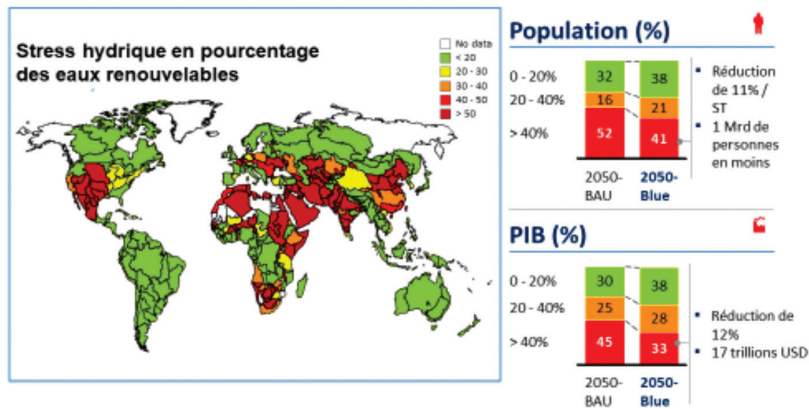 Stress hydrique en pourcentage
des eaux renouvelables
No data
< 20
20 - 30
30 - 40
40 - 50
> 50
Population (%)
0 - 20%
20 - 40%
> 40%
32
16
52
38
21
41
2050-
BAU
2050-
Blue
▪ Réduction
de 11% /
ST
▪ 1 Mrd de
personnes
en moins
PIB (%)
0 - 20%
20 - 40%
> 40%
30
25
45
38
28
33
2050-
BAU
2050-
Blue
▪ Réduction de
12%
▪ 17 trillions USD